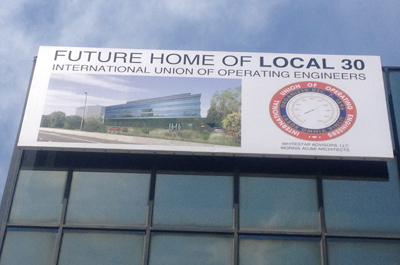 FUTURE HOME OF LOCAL 30
INTERNATIONAL UNION OF OPERATING ENGINEERS
INTERNATIONAL UNION OF OPERATING ENGINEERS
WHITESTAR ADVISORS, LLC
MORRIS ADJMI ARCHITECTS